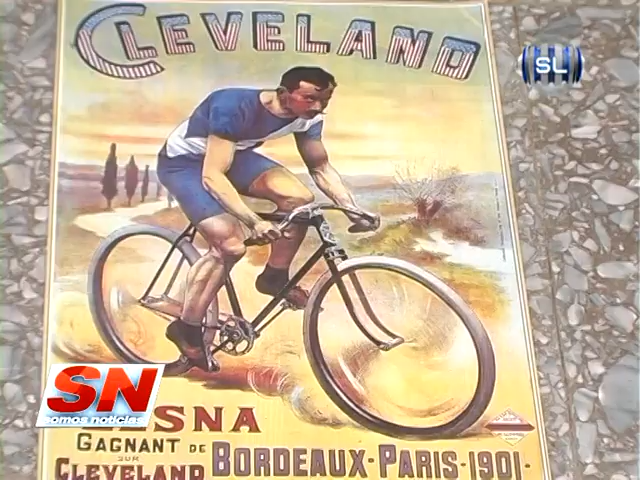 CLEVELAND
SL
SN
somos noticias
SNA
GAGNANT DE
SUR
CLEVELAND BORDEAUX-PARIS-1901-